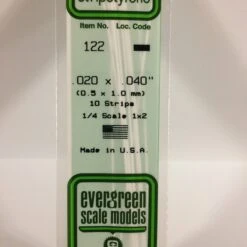 Item No. Loc. Code
122
.020 x .040"
(0.5 x 1.0 mm)
10 Strips
1/4 Scale 1x2
Made in U.S.A.
evergreen
scale models